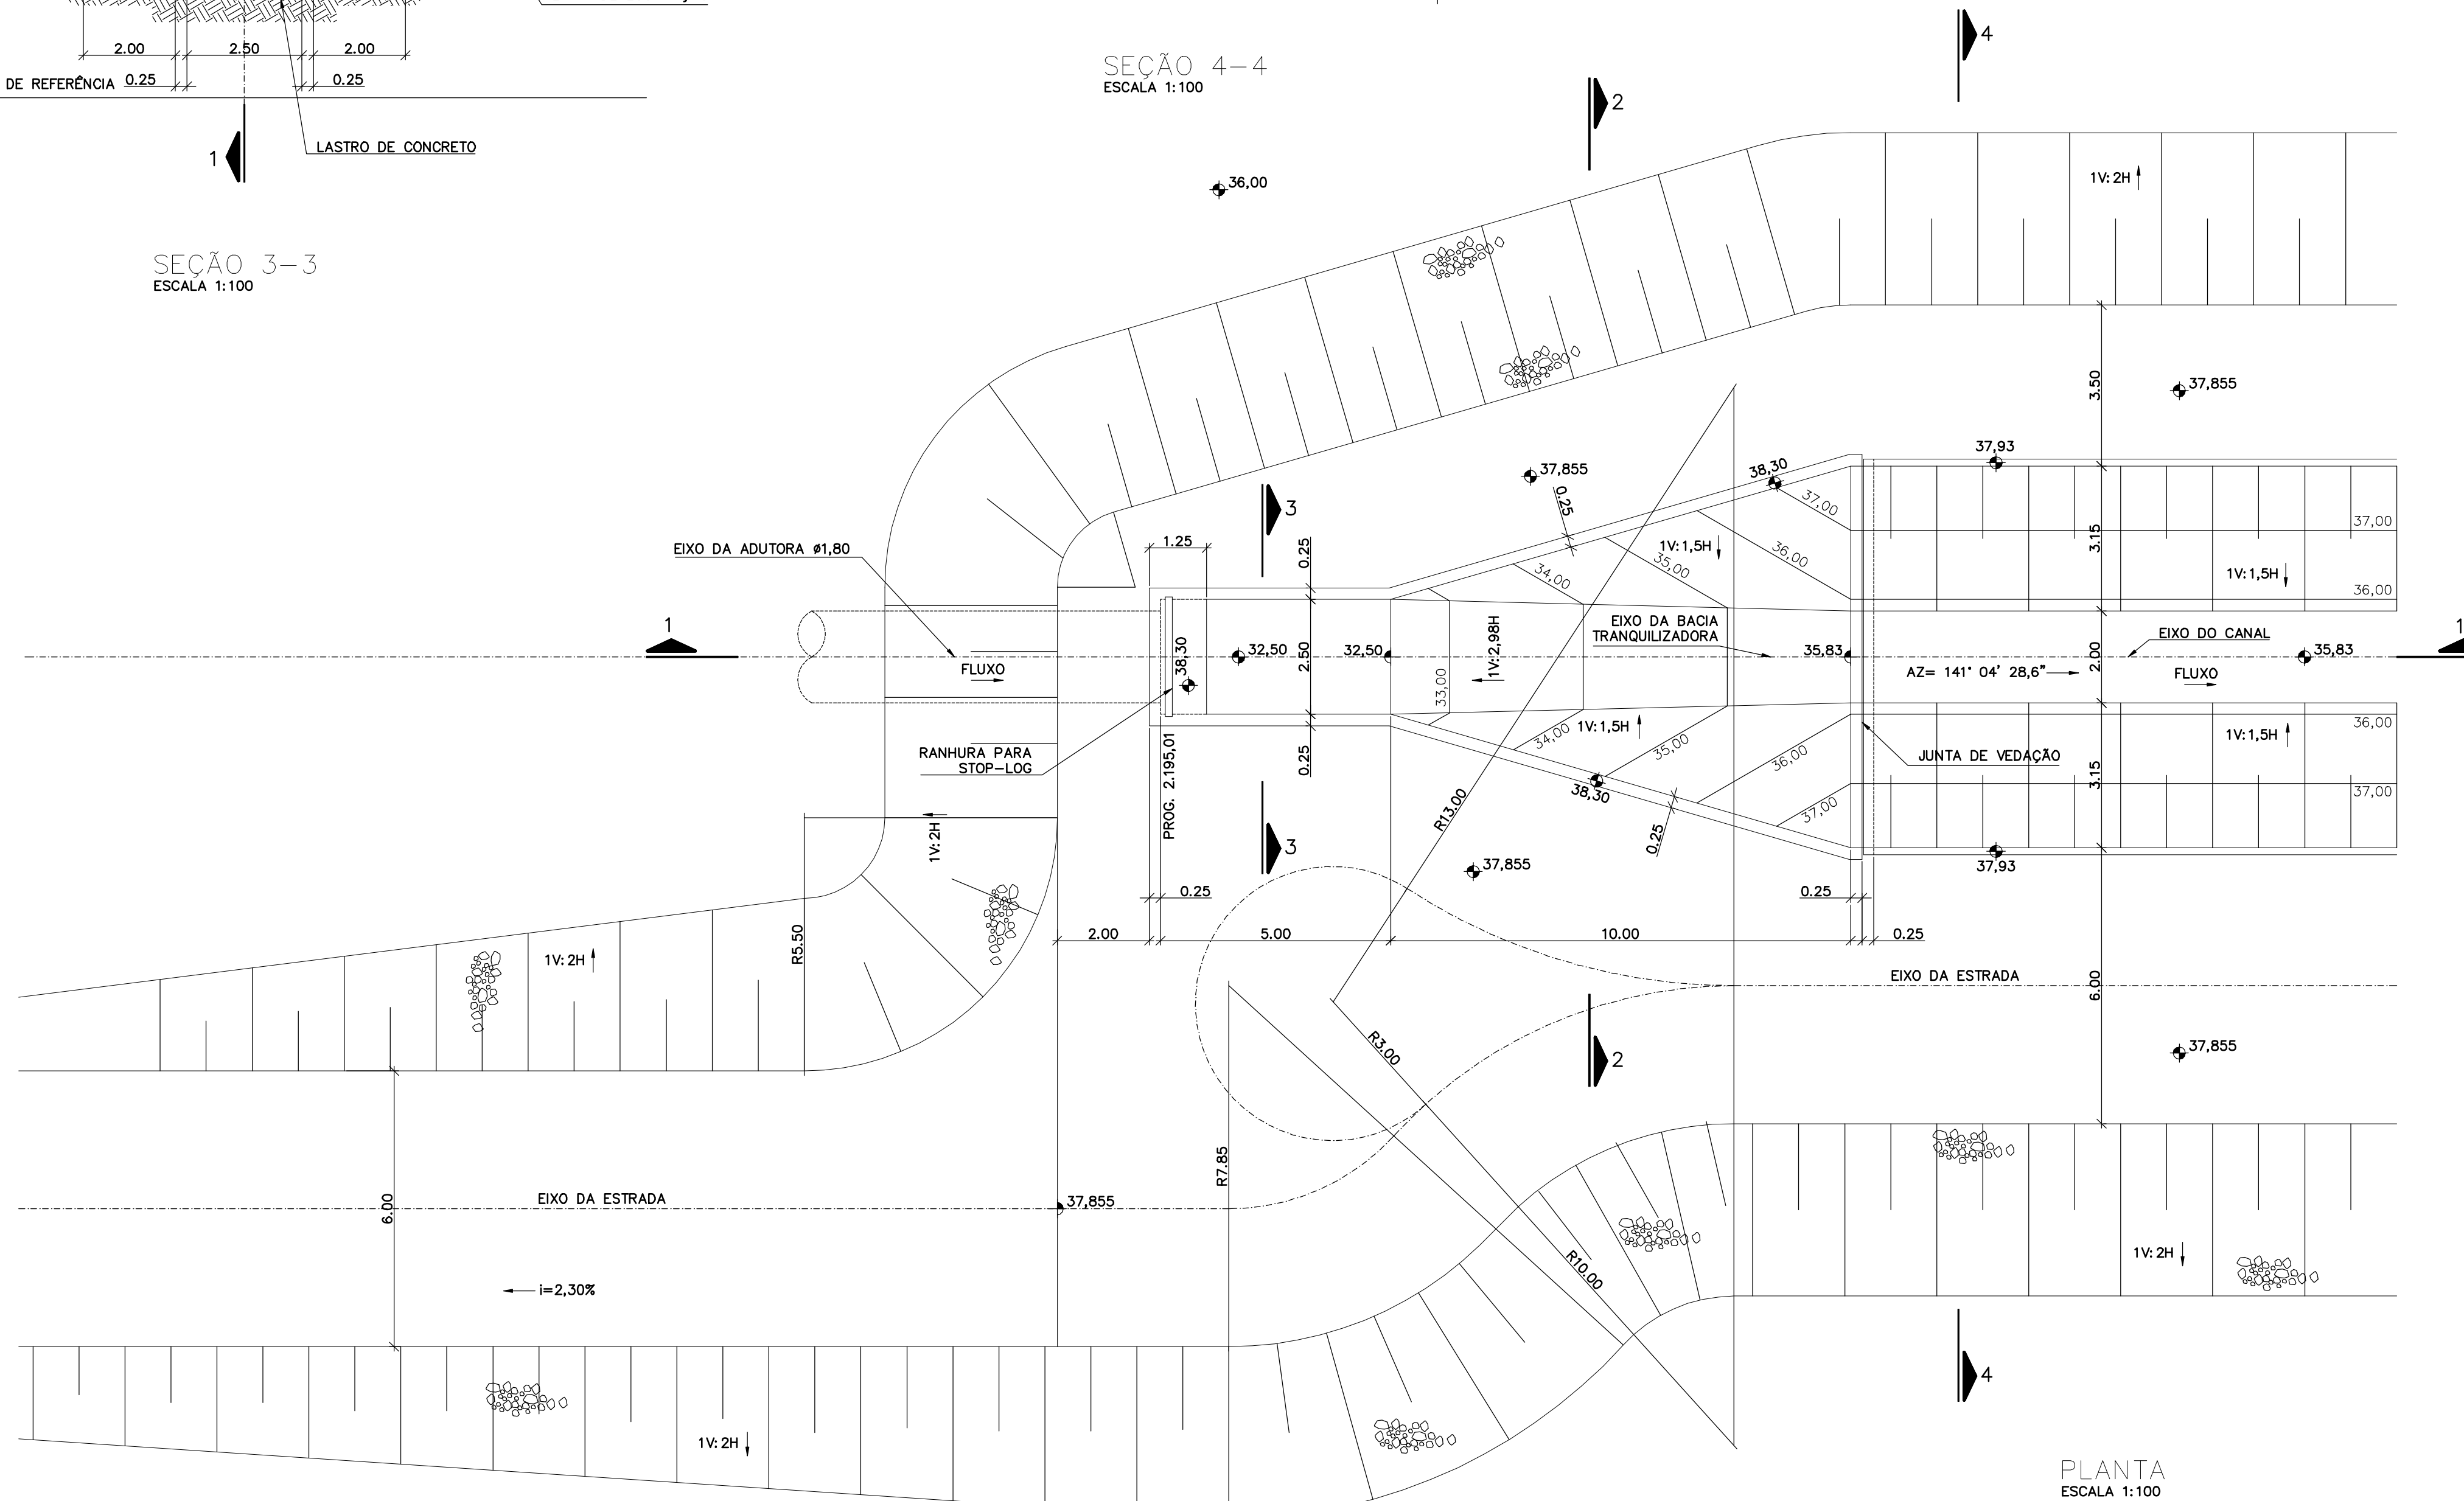 2.00
2.50
2.00
DE REFERÊNCIA
0.25
0.25
LASTRO DE CONCRETO
1
SEÇÃO 3-3
ESCALA 1:100
SEÇÃO 4-4
ESCALA 1:100
4
2
36,00
1V:2H
3.50
37,855
37,93
37,855
38,30
0.25
37,00
3
EIXO DA ADUTORA ø1,80
1.25
0.25
1V:1,5H
34,00
35,00
36,00
3.15
37,00
1V:1,5H
36,00
1
FLUXO
38,30
32,50
2.50
32,50
33,00
1V:2,98H
EIXO DA BACIA
TRANQUILIZADORA
35,83
EIXO DO CANAL
AZ= 141° 04' 28,6"
2.00
FLUXO
35,83
1
RANHURA PARA
STOP-LOG
PROG. 2.195,01
0.25
34,00
1V:1,5H
35,00
36,00
37,00
38,30
0.25
JUNTA DE VEDAÇÃO
36,00
1V:1,5H
3.15
37,00
37,93
R13.00
3
37,855
1V:2H
0.25
0.25
2.00
5.00
10.00
0.25
R5.50
1V:2H
EIXO DA ESTRADA
6.00
37,855
R3.00
2
R7.85
R10.00
EIXO DA ESTRADA
6.00
37,855
i=2,30%
1V:2H
1V:2H
4
PLANTA
ESCALA 1:100